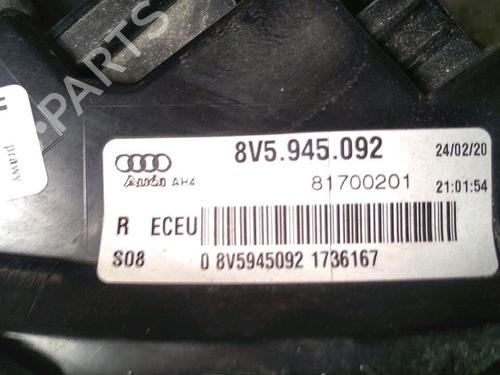 B-PARTS
prawy
8V5.945.092
24/02/20
Audi AH4
81700201
21:01:54
R ECEU
S08
0 8V5945092 1736167